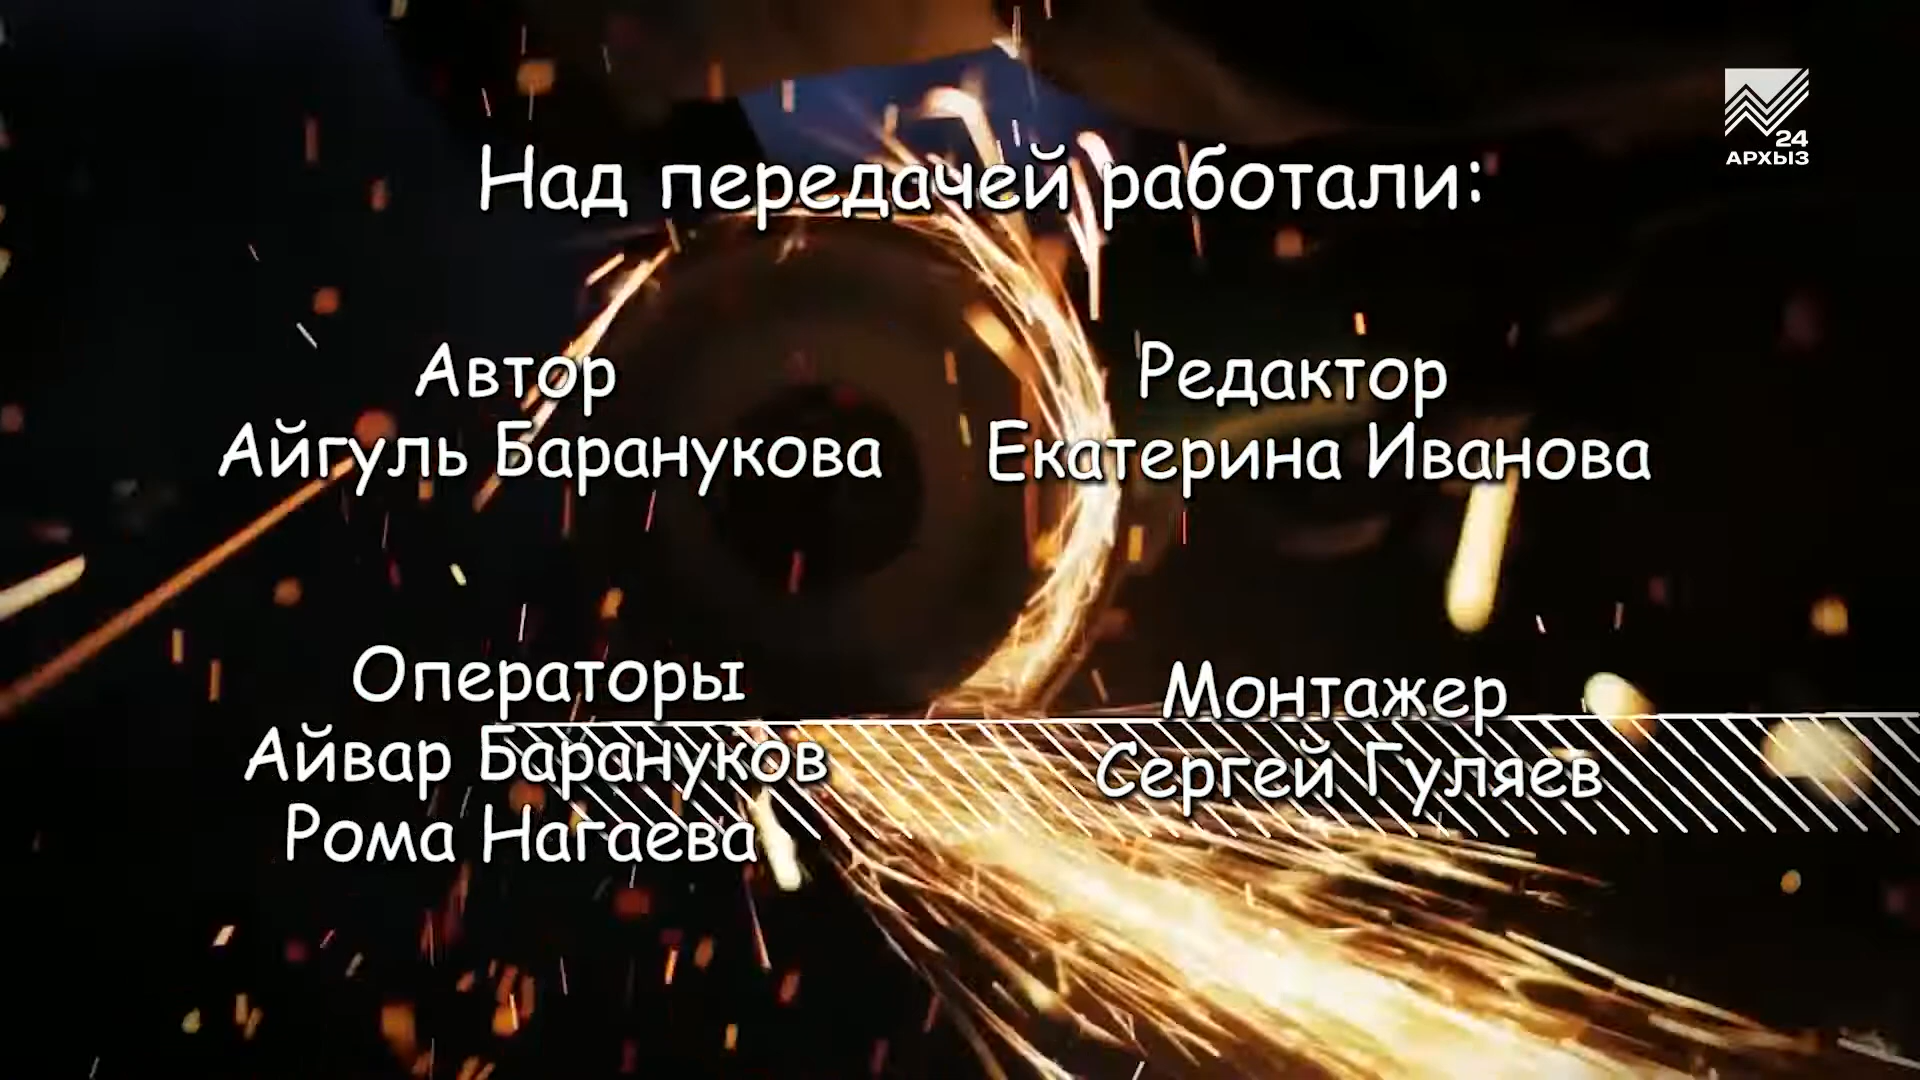 24
АРХЫЗ
Над передачей работали:
Автор
Айгуль Баранукова
Редактор
Екатерина Иванова
Операторы
Айвар Барануков
Рома Нагаева
Монтажер
Сергей Гуляев